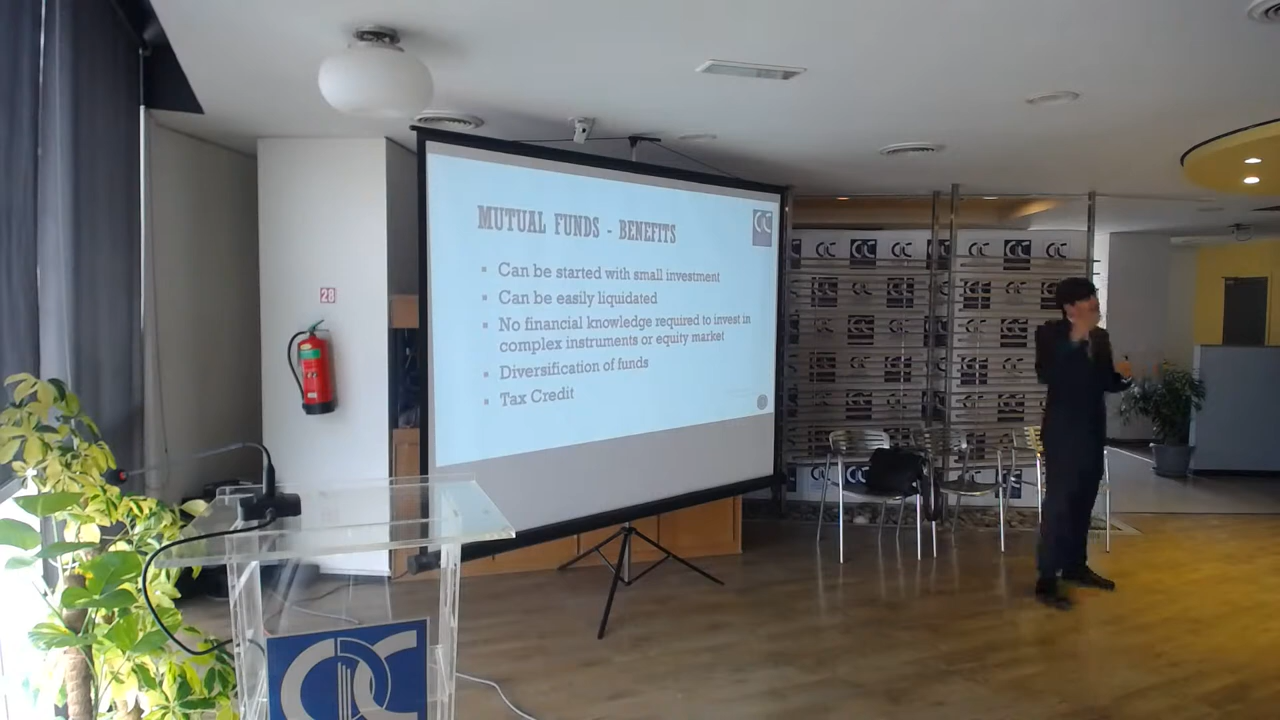 28
MUTUAL FUNDS - BENEFITS
▪ Can be started with small investment
▪ Can be easily liquidated
▪ No financial knowledge required to invest in
complex instruments or equity market
▪ Diversification of funds
▪ Tax Credit